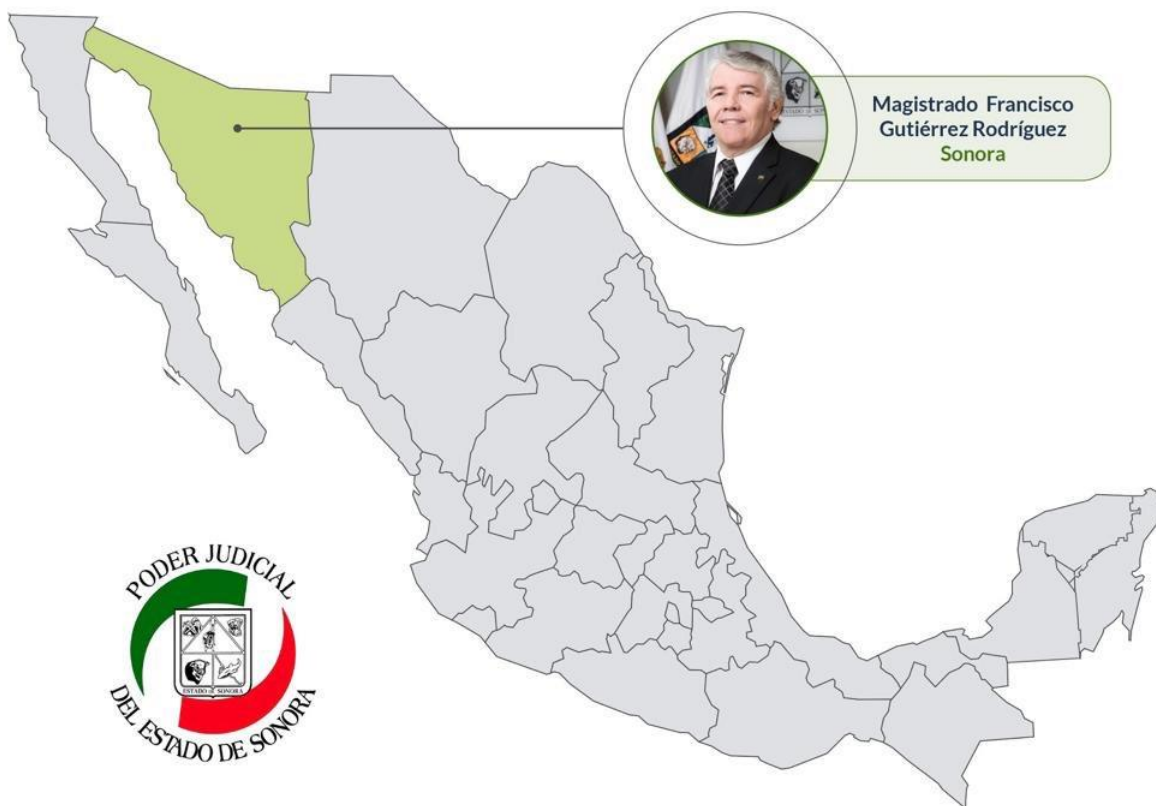 Magistrado Francisco
Gutiérrez Rodríguez
Sonora
PODER JUDICIAL
ESTADO DE SONORA
DEL ESTADO DE SONORA